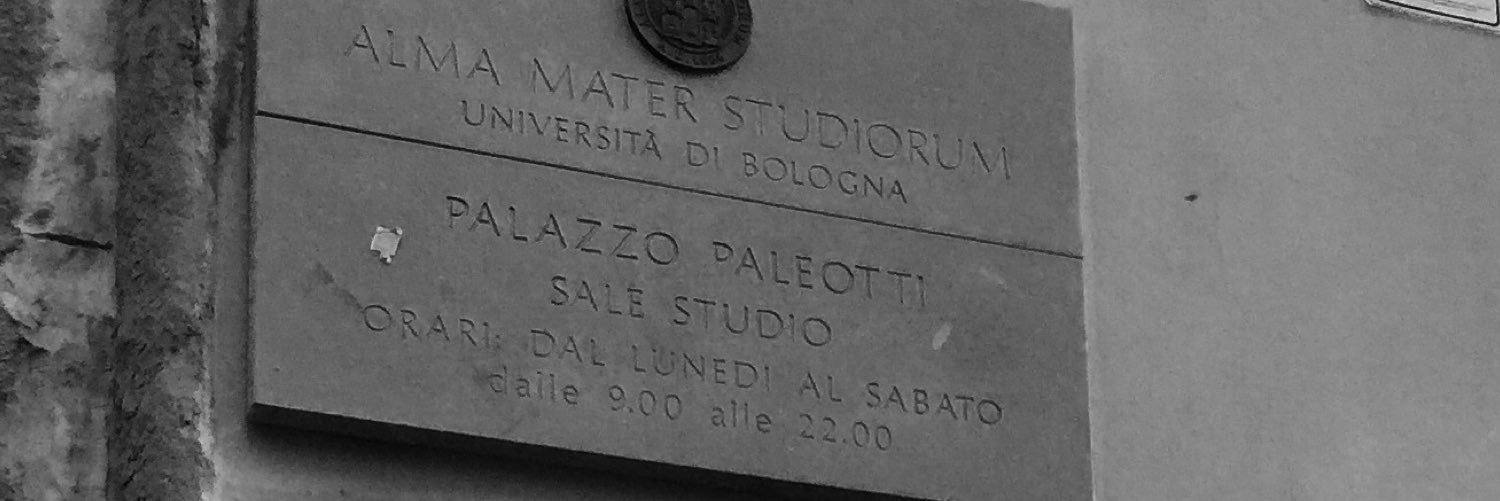 ALMA MATER STUDIORUM
UNIVERSITÀ DI BOLOGNA
PALAZZO PALEOTTI
SALE STUDIO
ORARI: DAL LUNEDI AL SABATO
dalle 9.00 alle 22.00